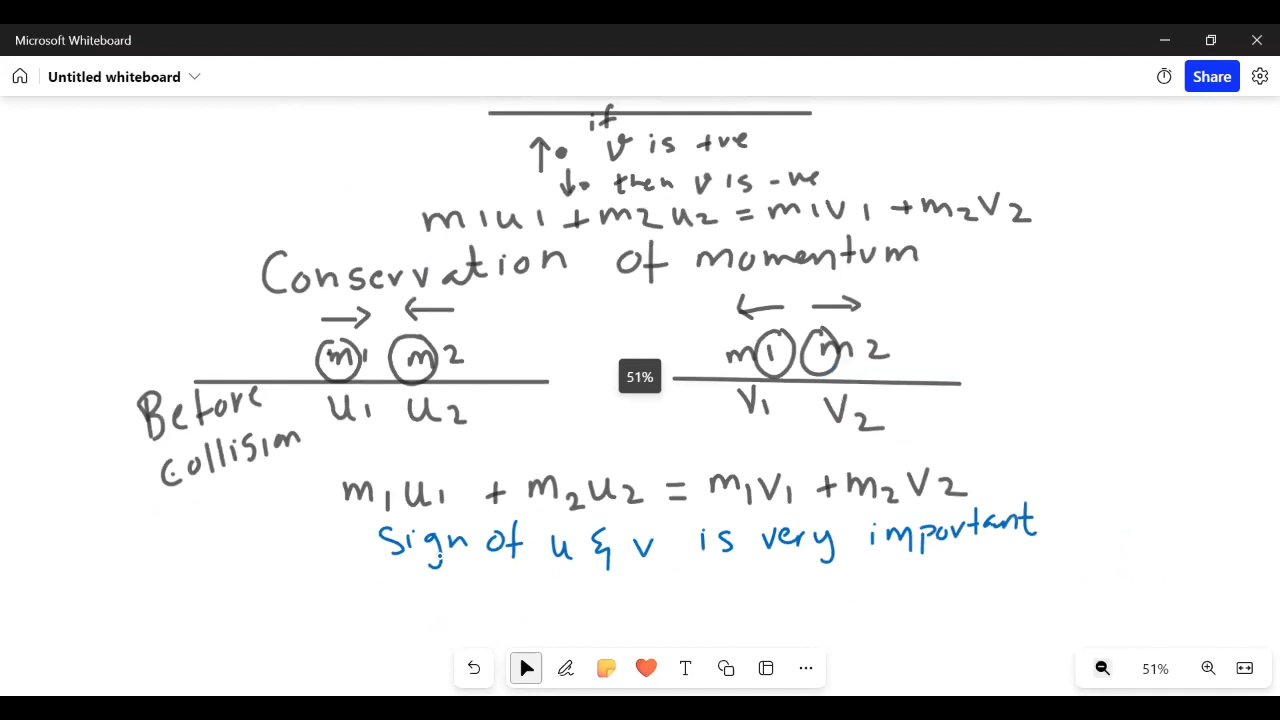 Microsoft Whiteboard
Untitled whiteboard
Share
if
v is +ve
then v is -ve
m1u1 + m2u2 = m1v1 + m2v2
Conservation of momentum
m1 m2
m1 m2
51%
u1 u2
v1 v2
Before
collision
m1u1 + m2u2 = m1v1 + m2v2
Sign of u & v is very important
T
51%